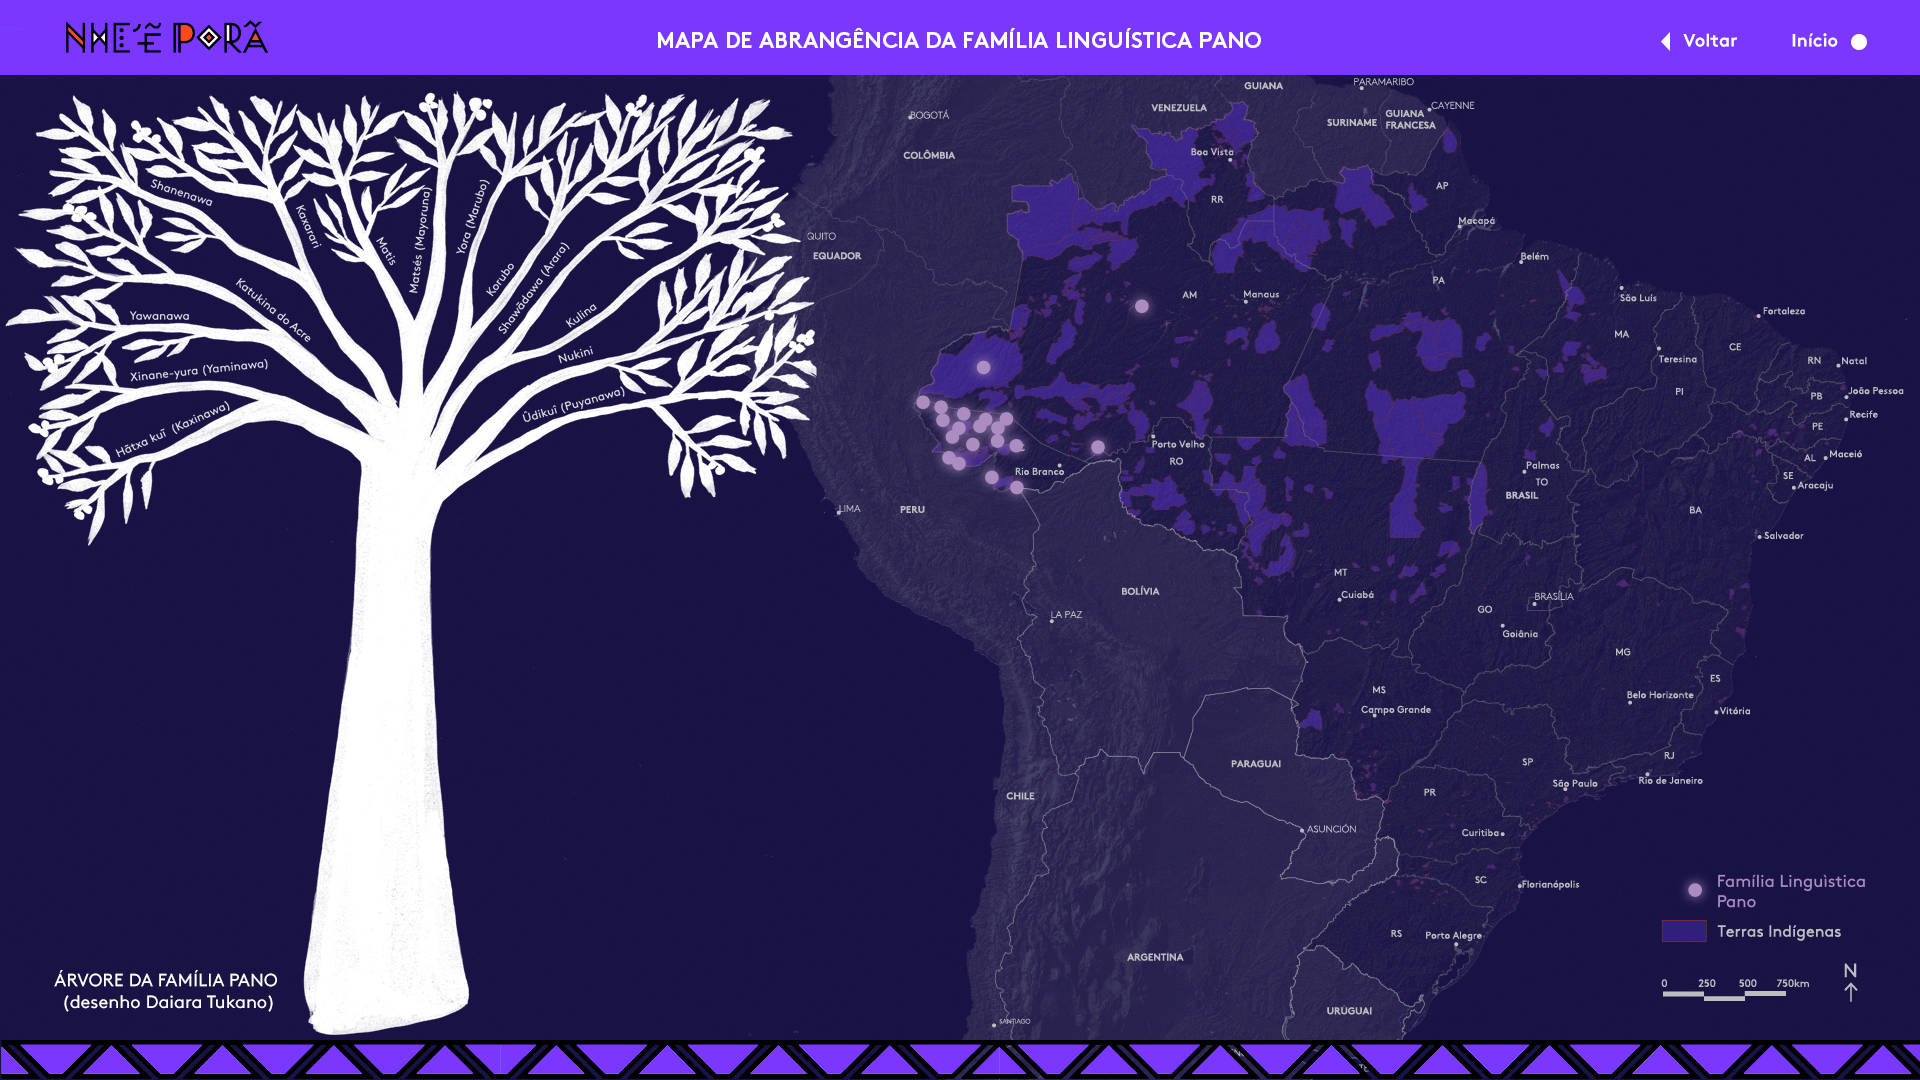 NHE'Ẽ PORÃ
MAPA DE ABRANGÊNCIA DA FAMÍLIA LINGUÍSTICA PANO
Voltar
Início
Shanenawa
Kaxarari
Matis
Matsés (Mayoruna)
Yora (Marubo)
Korubo
Shawãdawa (Arara)
Kulina
Nukini
Ûdikuî (Puyanawa)
Katukina do Acre
Yawanawa
Xinane-yura (Yaminawa)
Hãtxa kuĩ (Kaxinawa)
ÁRVORE DA FAMÍLIA PANO
(desenho Daiara Tukano)
GUIANA
PARAMARIBO
VENEZUELA
CAYENNE
BOGOTÁ
SURINAME
GUIANA
FRANCESA
COLÔMBIA
Boa Vista
AP
RR
Macapá
QUITO
EQUADOR
Belém
PA
AM
Manaus
São Luís
Fortaleza
MA
CE
Teresina
RN
Natal
PI
PB
João Pessoa
Recife
PE
Porto Velho
RO
AL
Maceió
Rio Branco
Palmas
TO
SE
Aracaju
BRASIL
LIMA
PERU
BA
Salvador
MT
BOLÍVIA
Cuiabá
BRASÍLIA
GO
LA PAZ
Goiânia
MG
ES
MS
Belo Horizonte
Campo Grande
Vitória
RJ
PARAGUAI
SP
São Paulo
Rio de Janeiro
CHILE
PR
ASUNCIÓN
Curitiba
SC
Florianópolis
RS
Porto Alegre
ARGENTINA
URUGUAI
SANTIAGO
Família Linguìstica
Pano
Terras Indígenas
0 250 500 750km
N